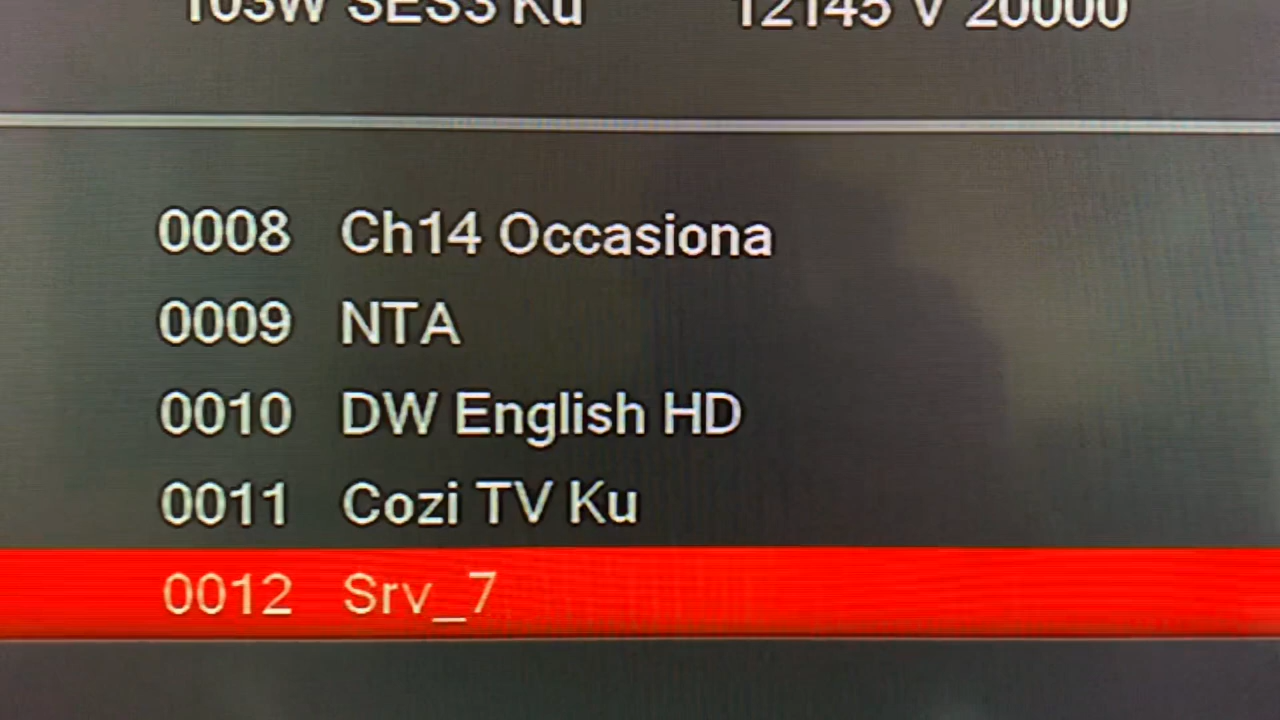 103W SES3 Ku 12145 V 20000
0008 Ch14 Occasiona
0009 NTA
0010 DW English HD
0011 Cozi TV Ku
0012 Srv_7